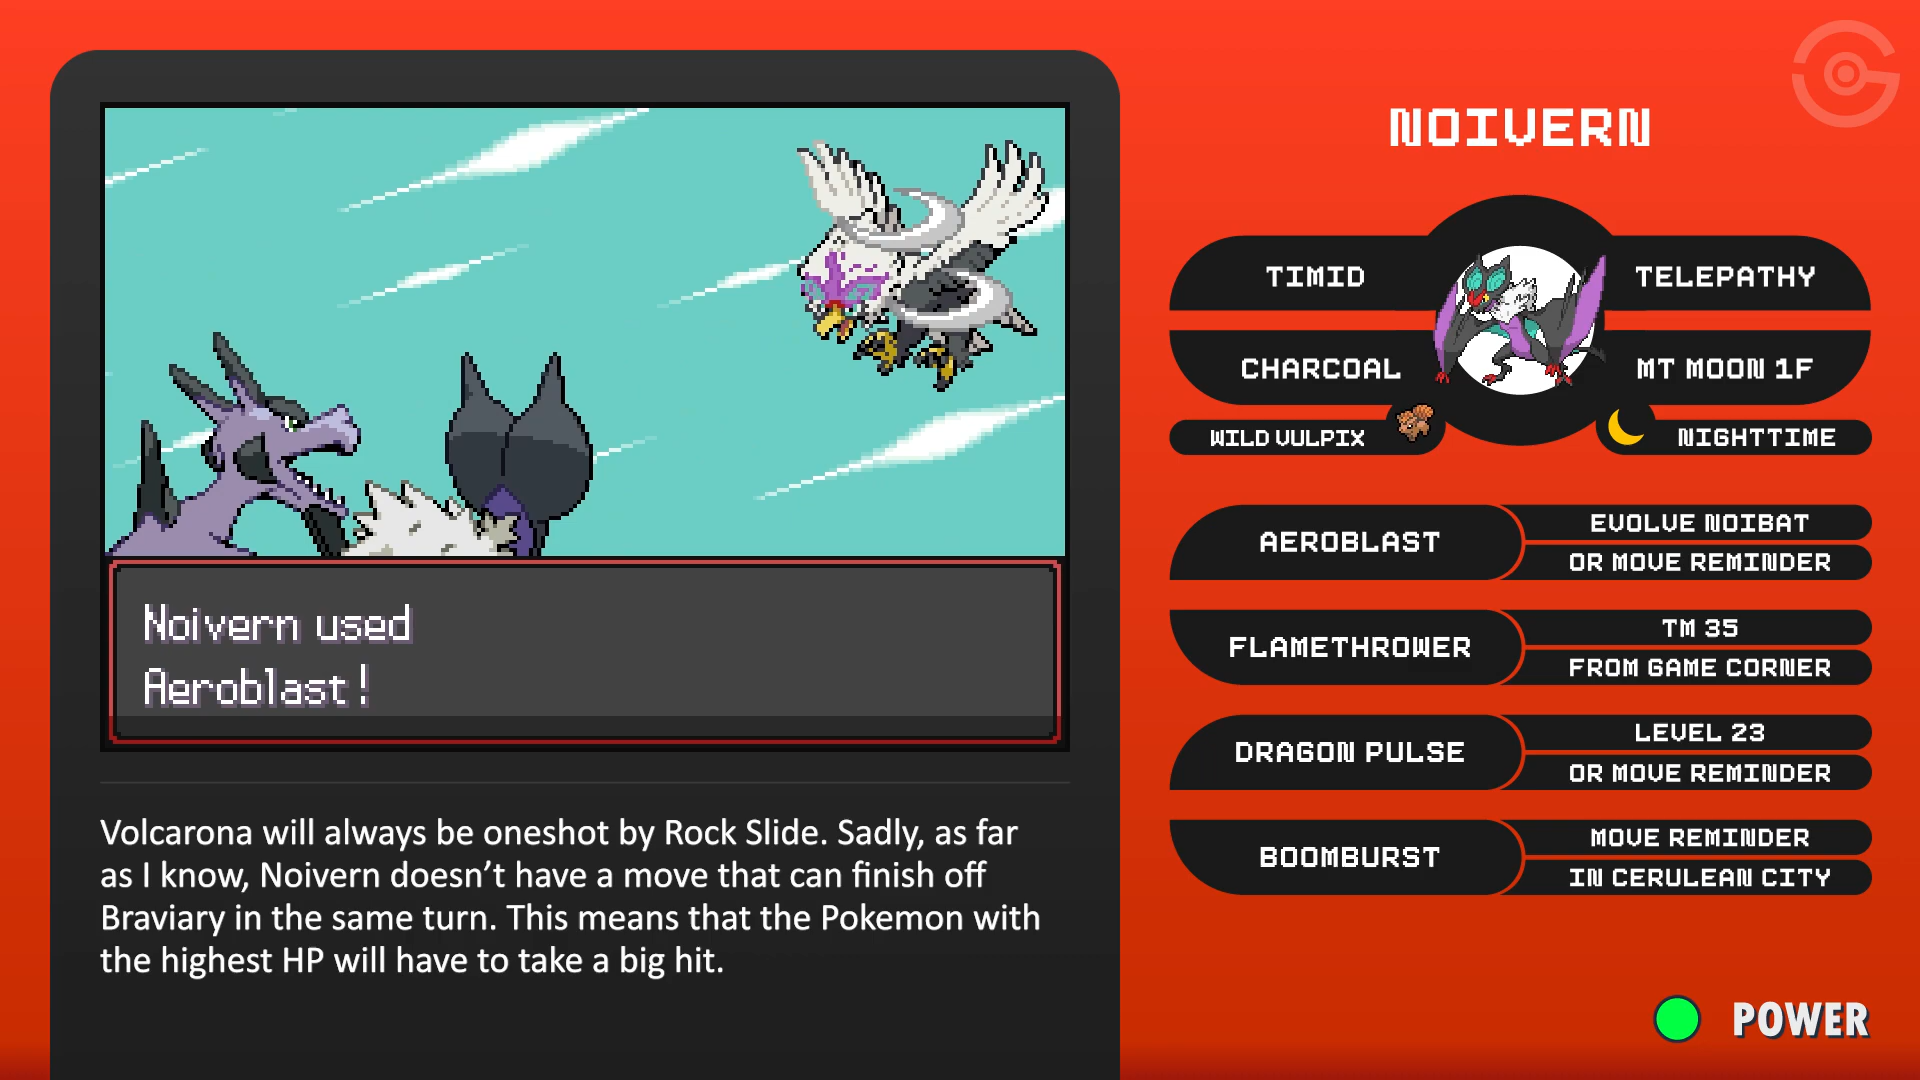 NOIVERN
TIMID
TELEPATHY
CHARCOAL
MT MOON 1F
WILD VULPIX
NIGHTTIME
Noivern used
Aeroblast!
AEROBLAST
EVOLVE NOIBAT
OR MOVE REMINDER
FLAMETHROWER
TM 35
FROM GAME CORNER
DRAGON PULSE
LEVEL 23
OR MOVE REMINDER
BOOMBURST
MOVE REMINDER
IN CERULEAN CITY
Volcarona will always be oneshot by Rock Slide. Sadly, as far
as I know, Noivern doesn’t have a move that can finish off
Braviary in the same turn. This means that the Pokemon with
the highest HP will have to take a big hit.
POWER